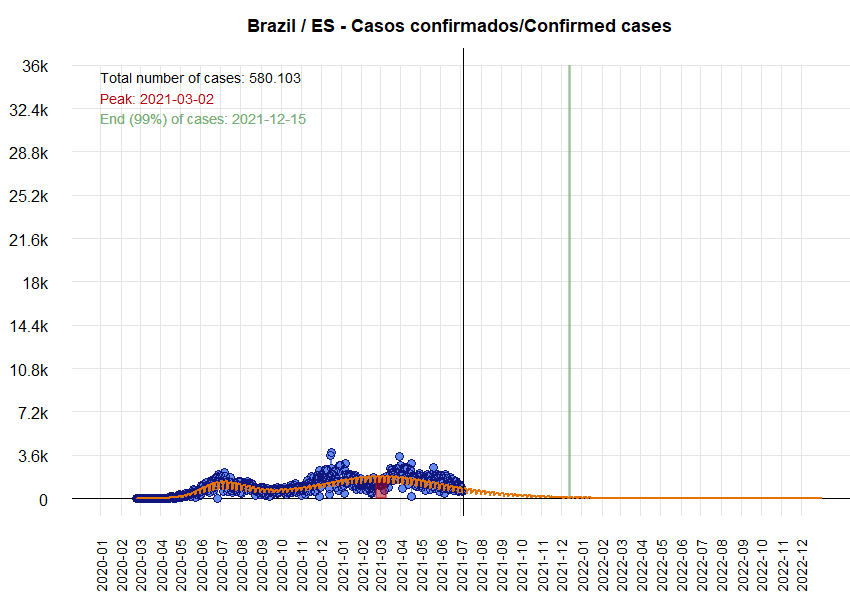 Brazil / ES - Casos confirmados/Confirmed cases
36k
32.4k
28.8k
25.2k
21.6k
18k
14.4k
10.8k
7.2k
3.6k
0
Total number of cases: 580.103
Peak: 2021-03-02
End (99%) of cases: 2021-12-15
2020-01
2020-02
2020-03
2020-04
2020-05
2020-06
2020-07
2020-08
2020-09
2020-10
2020-11
2020-12
2021-01
2021-02
2021-03
2021-04
2021-05
2021-06
2021-07
2021-08
2021-09
2021-10
2021-11
2021-12
2022-01
2022-02
2022-03
2022-04
2022-05
2022-06
2022-07
2022-08
2022-09
2022-10
2022-11
2022-12